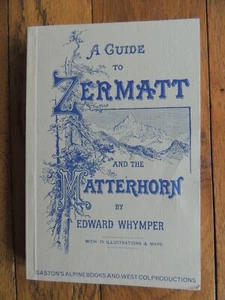 A GUIDE
TO
ZERMATT
AND THE
MATTERHORN
BY
EDWARD WHYMPER
WITH ILLUSTRATIONS & MAPS
GASTON'S ALPINE BOOKS AND WEST COL PRODUCTIONS